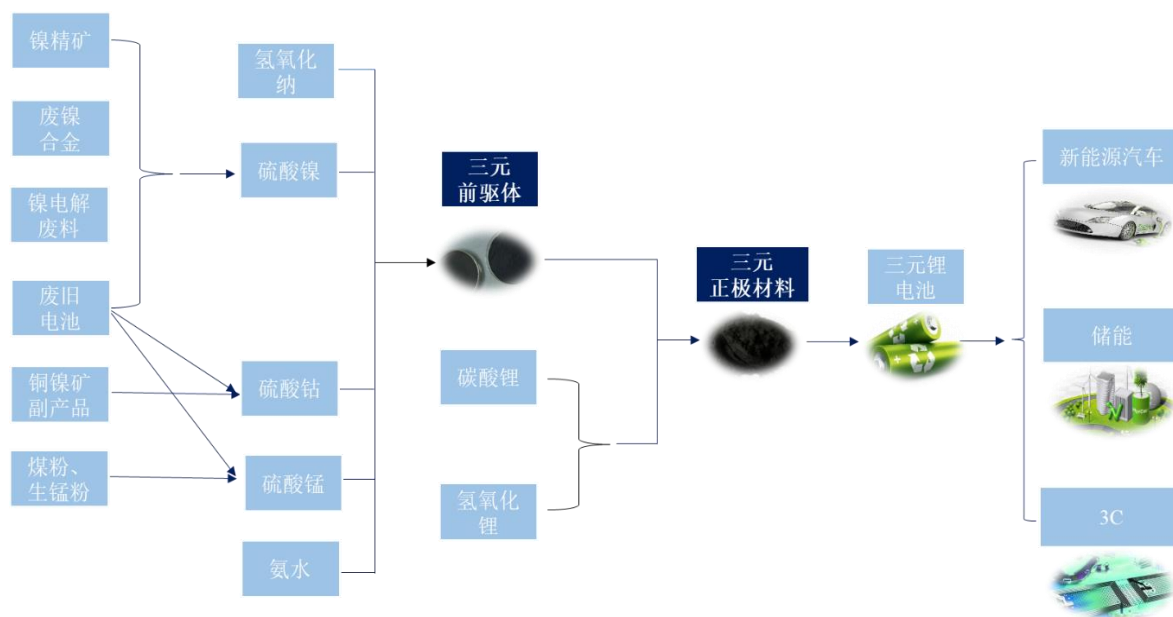 镍精矿
废镍
合金
镍电解
废料
废旧
电池
铜镍矿
副产品
煤粉、
生锰粉
氢氧化
纳
硫酸镍
硫酸钴
硫酸锰
氨水
三元
前驱体
碳酸锂
氢氧化
锂
三元
正极材料
三元锂
电池
新能源汽车
储能
3C